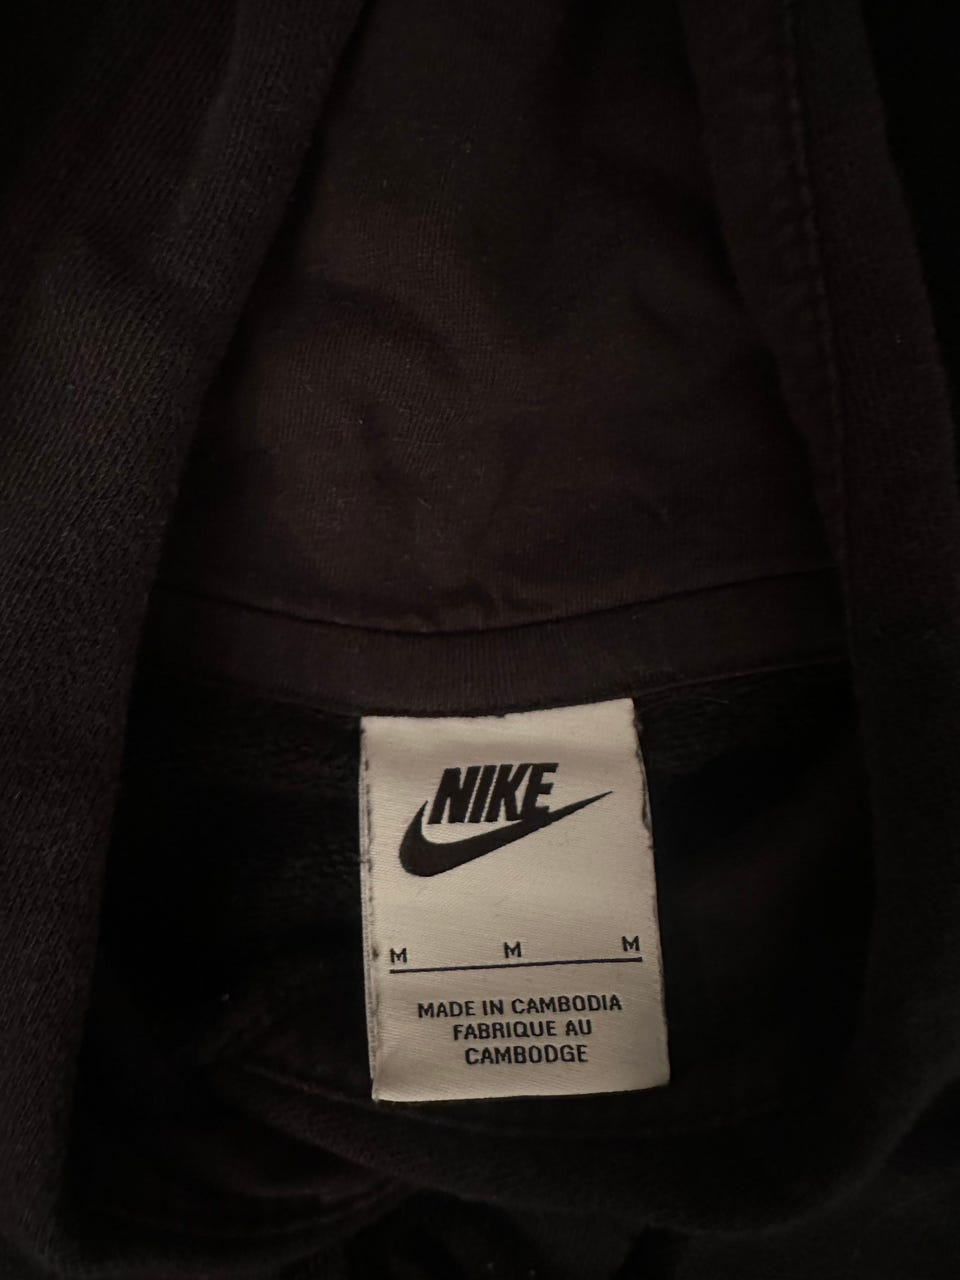 NIKE
M M M
MADE IN CAMBODIA
FABRIQUE AU
CAMBODGE